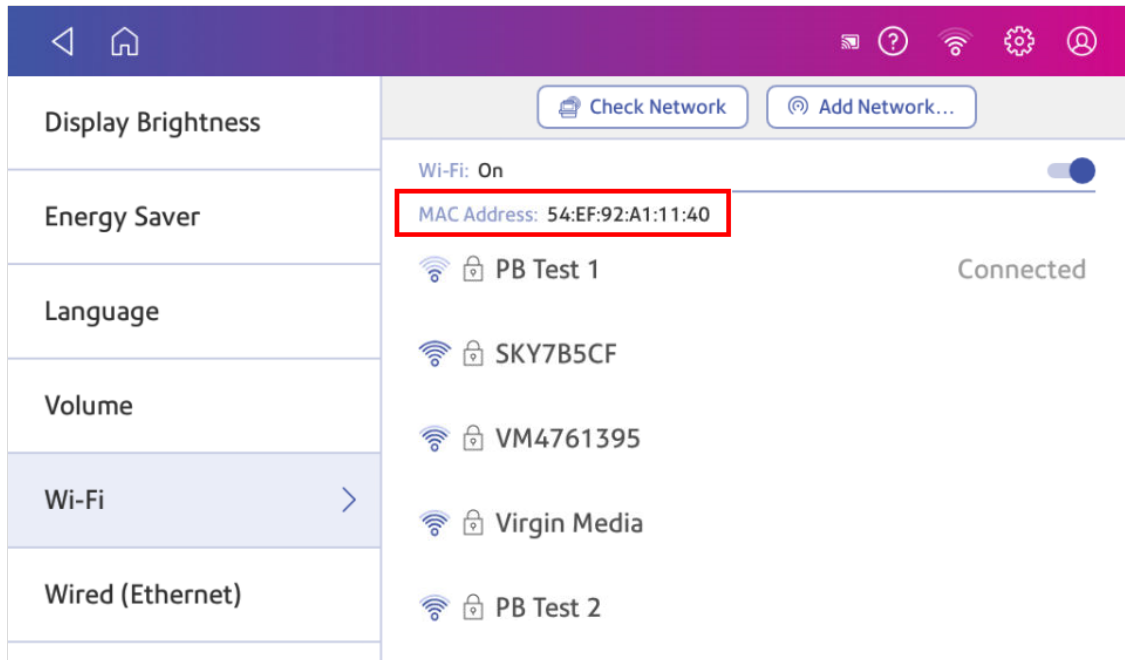 Check Network
Add Network...
Display Brightness
Energy Saver
Language
Volume
Wi-Fi
Wired (Ethernet)
Wi-Fi: On
MAC Address: 54:EF:92:A1:11:40
PB Test 1 Connected
SKY7B5CF
VM4761395
Virgin Media
PB Test 2